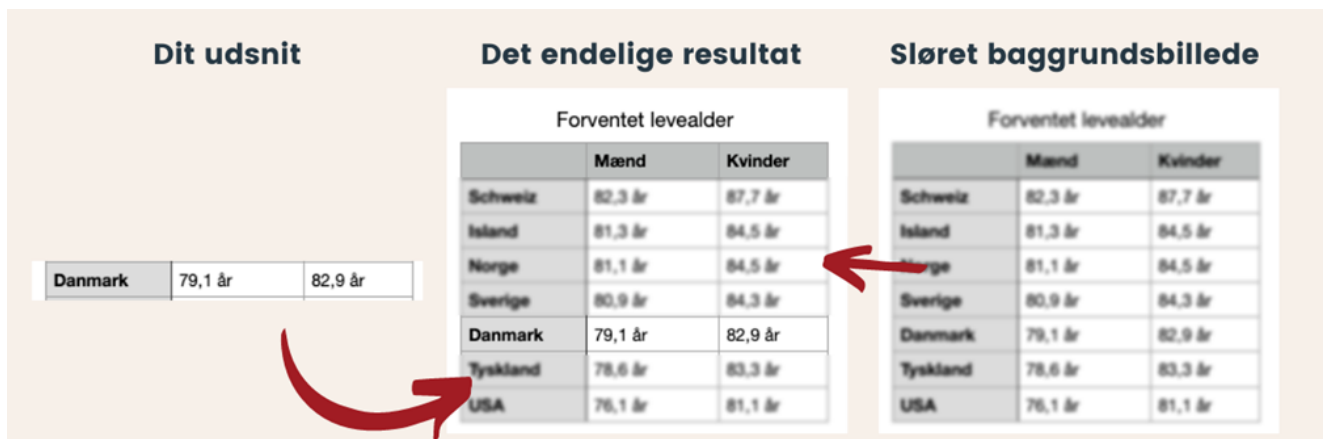 Dit udsnit
Det endelige resultat
Sløret baggrundsbillede
Danmark 79,1 år 82,9 år
Forventet levealder
Mænd Kvinder
Schweiz 82,3 år 87,7 år
Island 81,3 år 84,5 år
Norge 81,1 år 84,5 år
Sverige 80,9 år 84,3 år
Danmark 79,1 år 82,9 år
Tyskland 78,6 år 83,3 år
USA 76,1 år 81,1 år
Forventet levealder
Mænd Kvinder
Schweiz 82,3 år 87,7 år
Island 81,3 år 84,5 år
Norge 81,1 år 84,5 år
Sverige 80,9 år 84,3 år
Danmark 79,1 år 82,9 år
Tyskland 78,6 år 83,3 år
USA 76,1 år 81,1 år